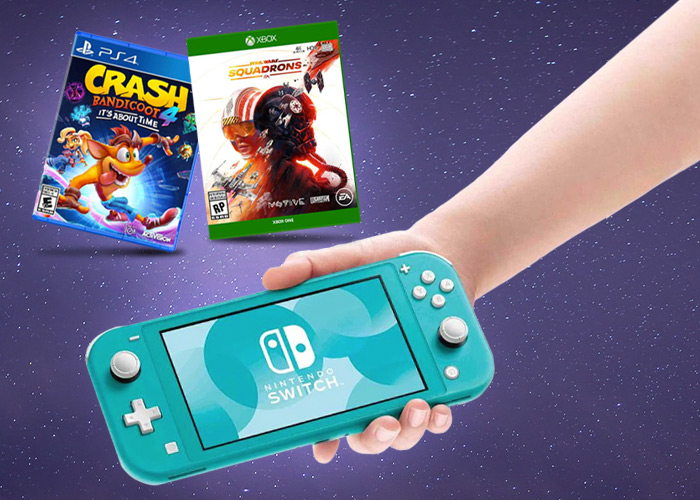 PS4
CRASH
BANDICOOT 4
IT'S ABOUT TIME
ACTIVISION
XBOX
STAR WARS
SQUADRONS
EA
RP
MOTIVE
EA
XBOX ONE
NINTENDO
SWITCH